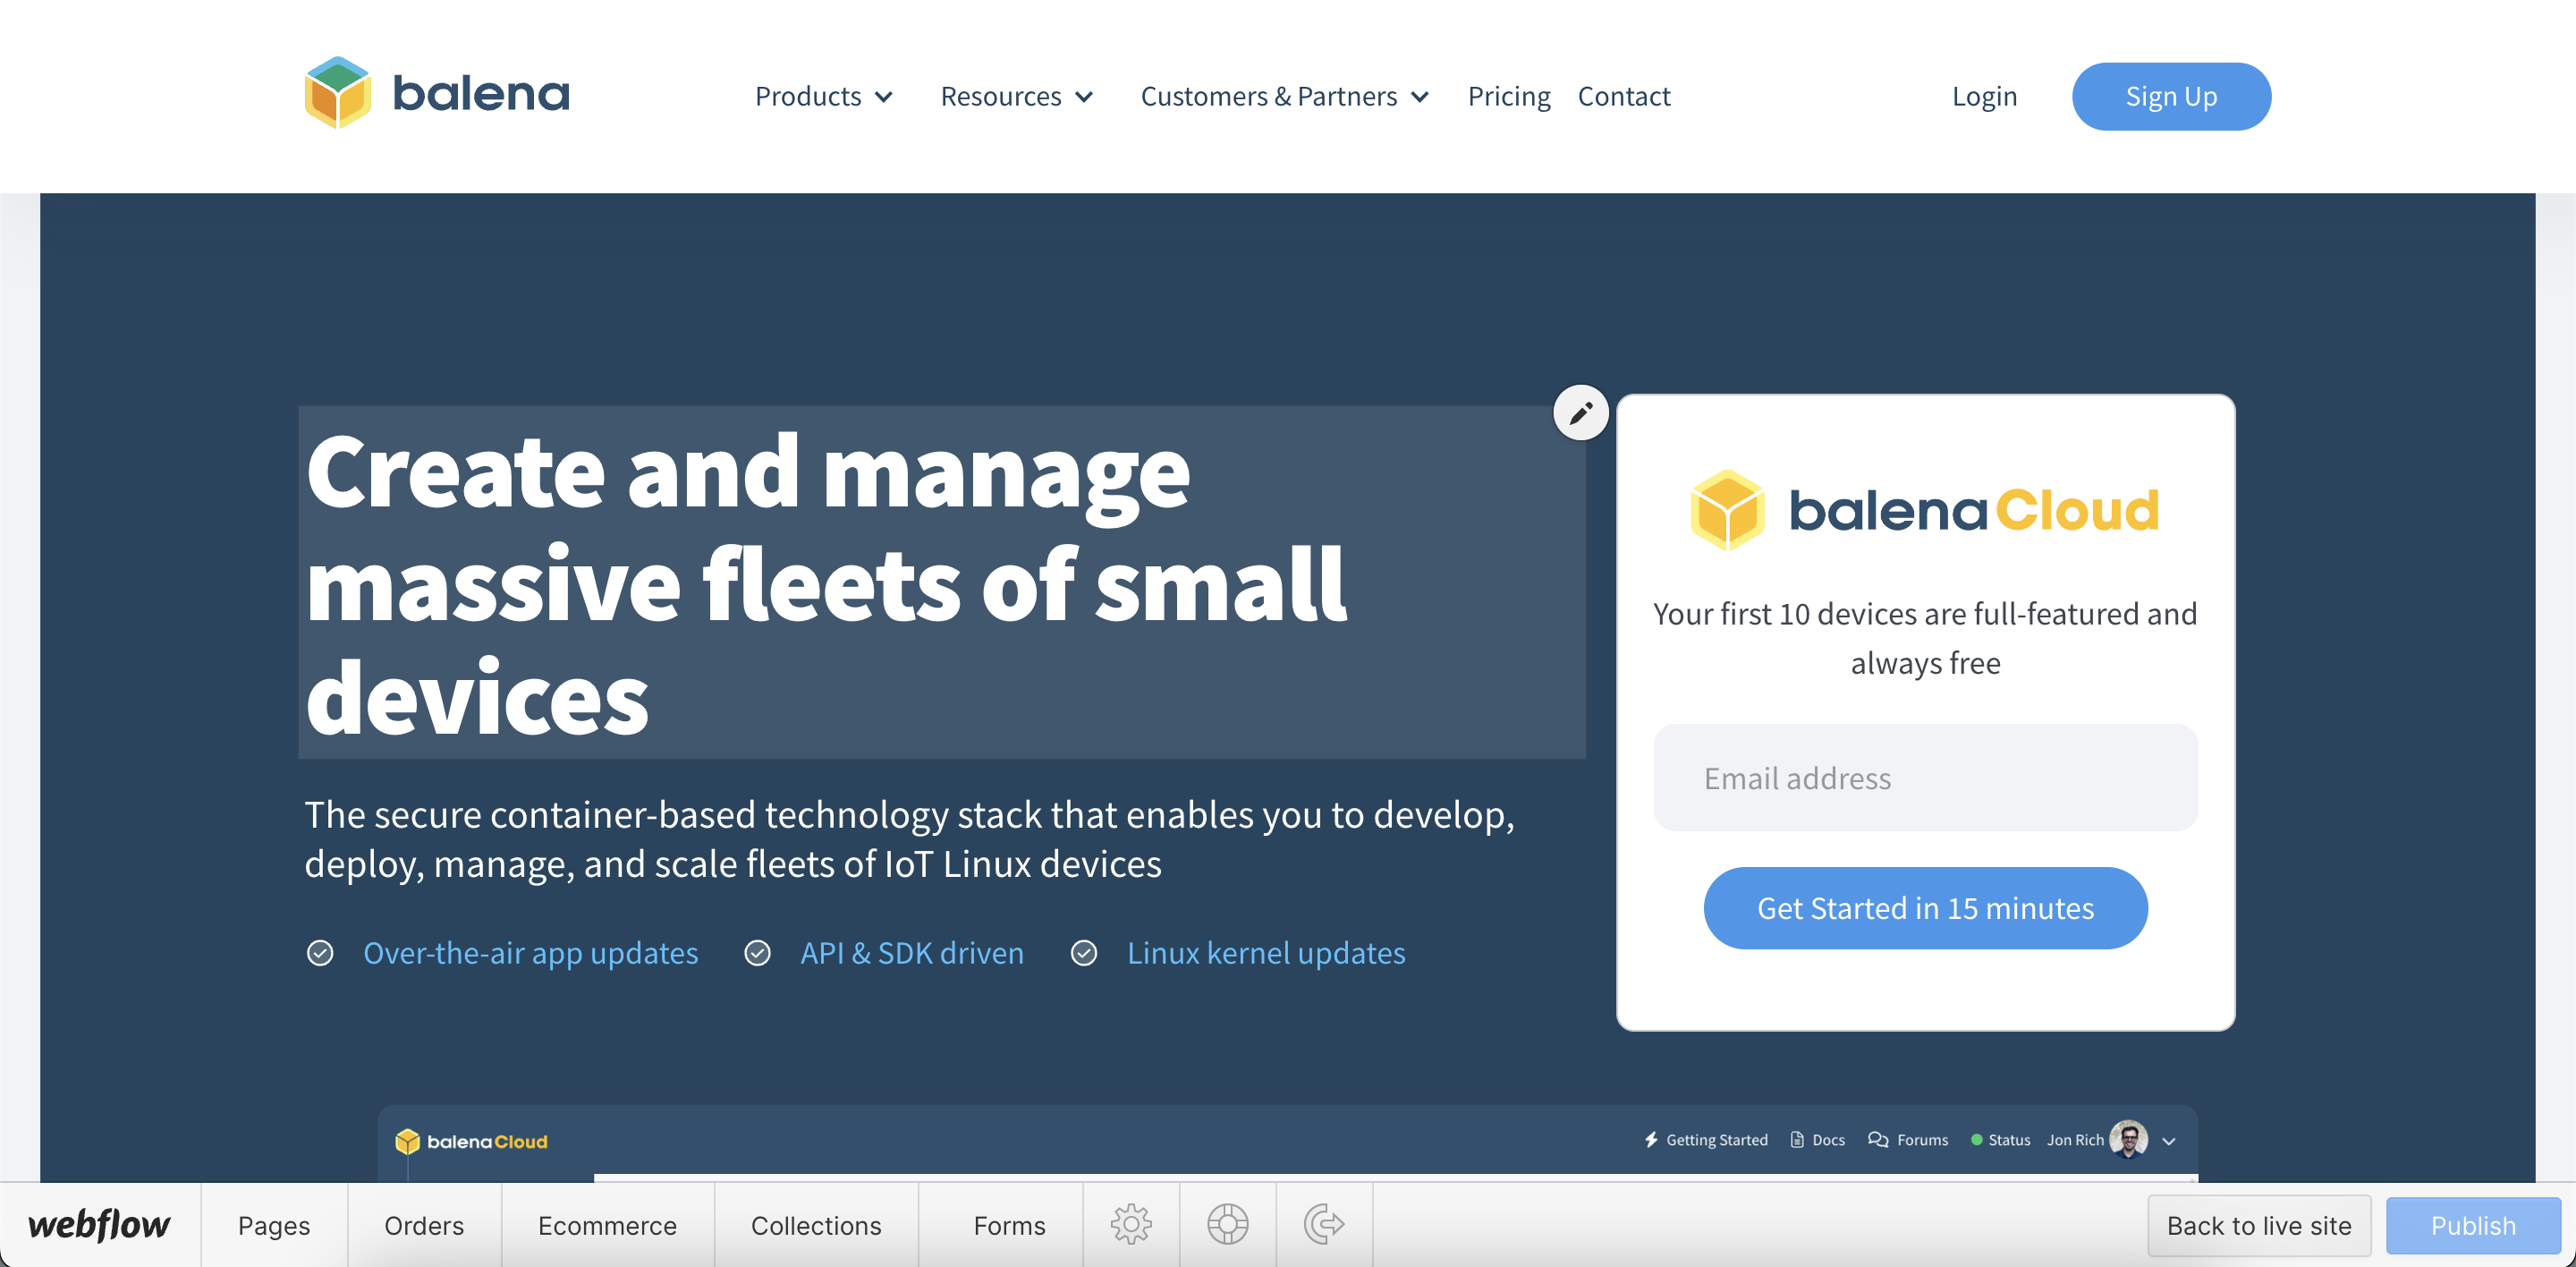 balena
Products
Resources
Customers & Partners
Pricing
Contact
Login
Sign Up
Create and manage
massive fleets of small
devices
The secure container-based technology stack that enables you to develop,
deploy, manage, and scale fleets of IoT Linux devices
Over-the-air app updates
API & SDK driven
Linux kernel updates
balenaCloud
Your first 10 devices are full-featured and
always free
Email address
Get Started in 15 minutes
balenaCloud
Getting Started
Docs
Forums
Status
Jon Rich
webflow
Pages
Orders
Ecommerce
Collections
Forms
Back to live site
Publish